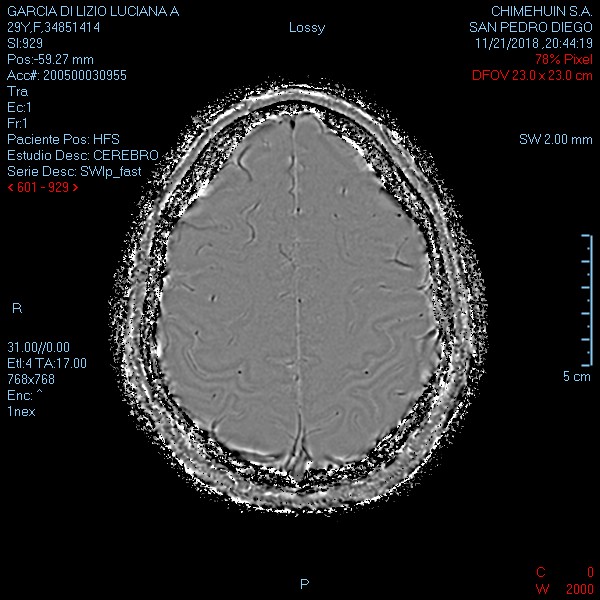 GARCIA DI LIZIO LUCIANA A
29Y,F,34851414
SI:929
Pos:-59.27 mm
Acc#: 200500030955
Tra
Ec:1
Fr:1
Paciente Pos: HFS
Estudio Desc: CEREBRO
Serie Desc: SWIp_fast
< 601 - 929 >
Lossy
CHIMEHUIN S.A.
SAN PEDRO DIEGO
11/21/2018 ,20:44:19
78% Pixel
DFOV 23.0 x 23.0 cm
SW 2.00 mm
R
31.00//0.00
Etl:4 TA:17.00
768x768
Enc: ^
1nex
5 cm
P
C 0
W 2000